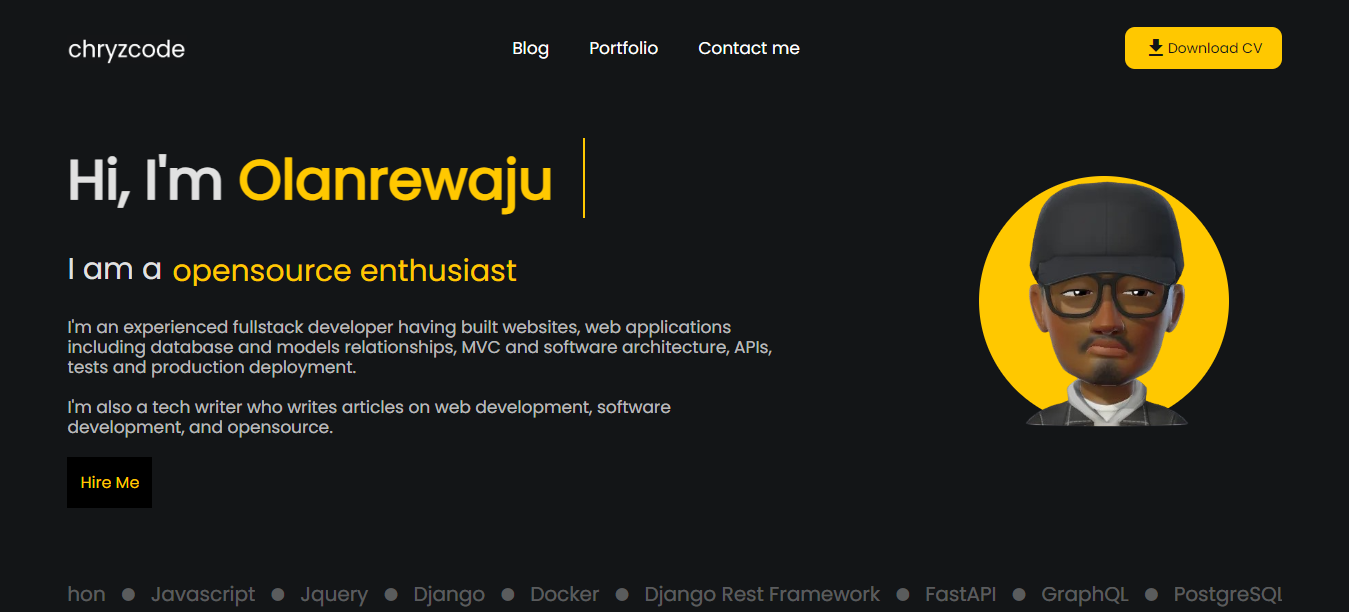 chryzcode
Blog
Portfolio
Contact me
Download CV
Hi, I'm Olanrewaju
I am a opensource enthusiast
I'm an experienced fullstack developer having built websites, web applications
including database and models relationships, MVC and software architecture, APIs,
tests and production deployment.
I'm also a tech writer who writes articles on web development, software
development, and opensource.
Hire Me
hon ● Javascript ● Jquery ● Django ● Docker ● Django Rest Framework ● FastAPI ● GraphQL ● PostgreSQL